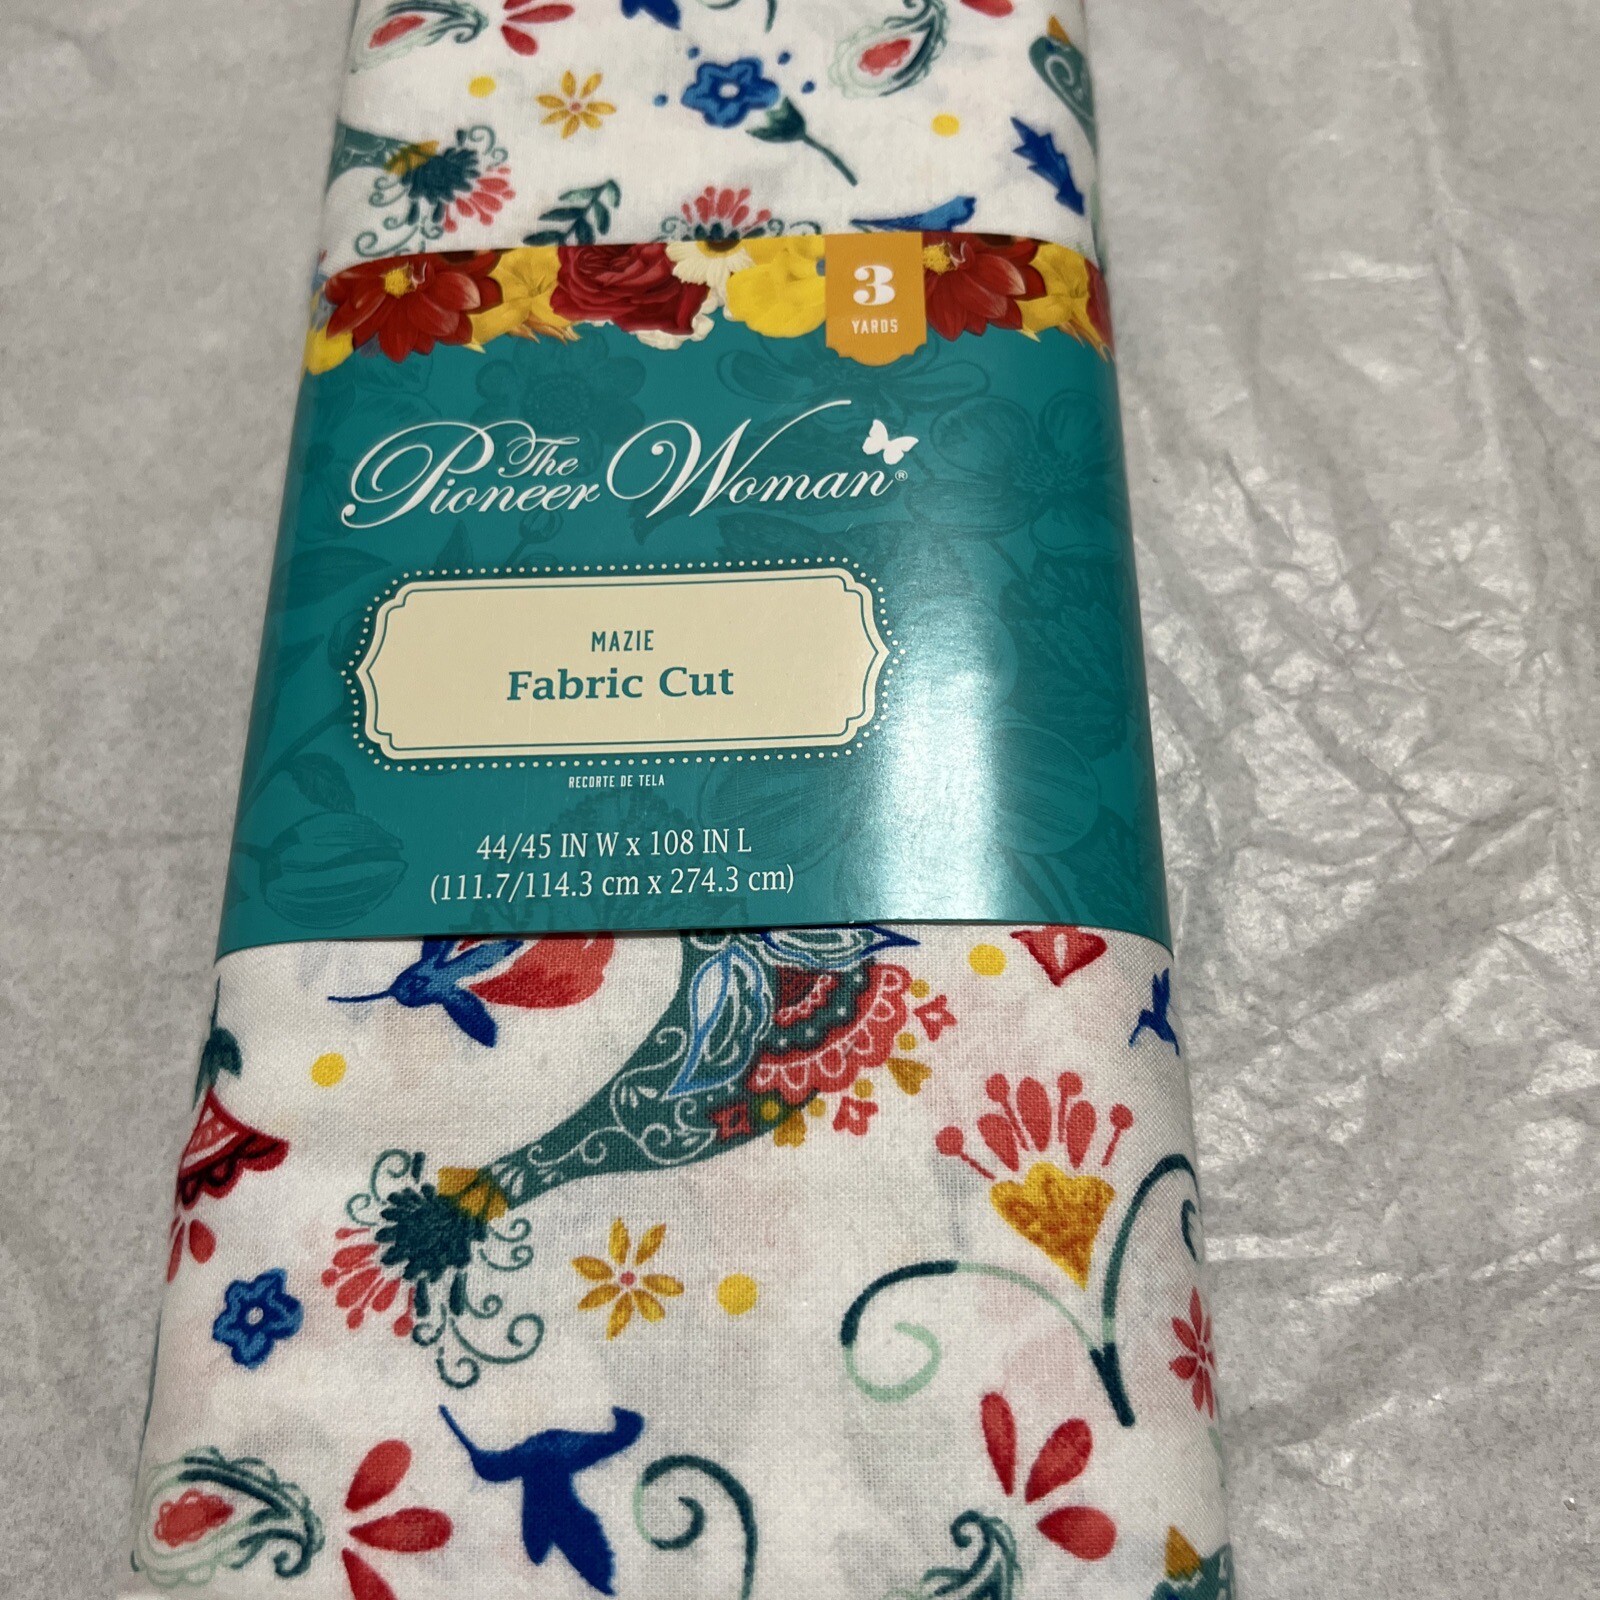 3
YARDS
The
Pioneer Woman®
MAZIE
Fabric Cut
RECORTE DE TELA
44/45 IN W x 108 IN L
(111.7/114.3 cm x 274.3 cm)